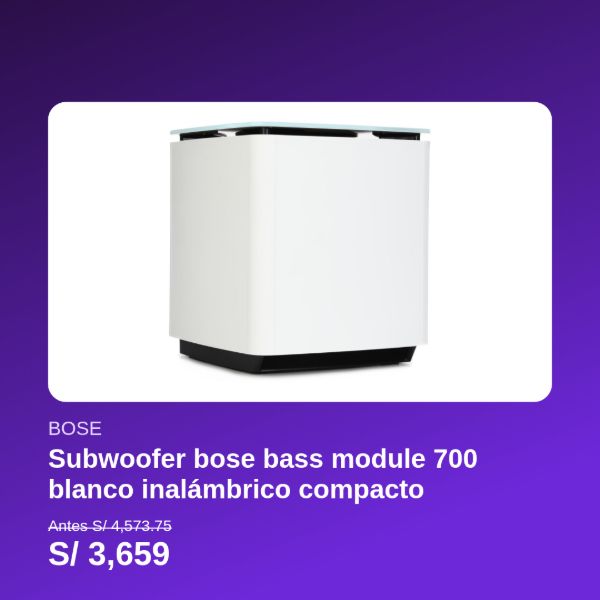 BOSE
Subwoofer bose bass module 700
blanco inalámbrico compacto
Antes S/ 4,573.75
S/ 3,659